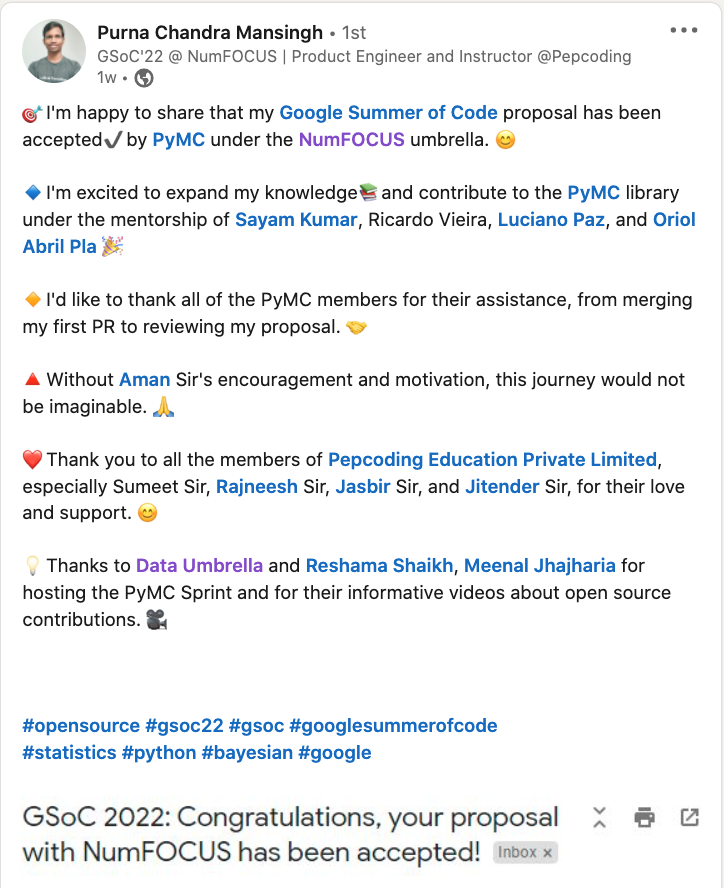 Purna Chandra Mansingh • 1st
GSoC'22 @ NumFOCUS | Product Engineer and Instructor @Pepcoding
1w •
🎯 I'm happy to share that my Google Summer of Code proposal has been
accepted✔️by PyMC under the NumFOCUS umbrella. 😊
🔹I'm excited to expand my knowledge📚and contribute to the PyMC library
under the mentorship of Sayam Kumar, Ricardo Vieira, Luciano Paz, and Oriol
Abril Pla 🎉
🔸I'd like to thank all of the PyMC members for their assistance, from merging
my first PR to reviewing my proposal. 🤝
🔺Without Aman Sir's encouragement and motivation, this journey would not
be imaginable. 🙏
❤️ Thank you to all the members of Pepcoding Education Private Limited,
especially Sumeet Sir, Rajneesh Sir, Jasbir Sir, and Jitender Sir, for their love
and support. 😊
💡 Thanks to Data Umbrella and Reshama Shaikh, Meenal Jhajharia for
hosting the PyMC Sprint and for their informative videos about open source
contributions. 🎥
#opensource #gsoc22 #gsoc #googlesummerofcode
#statistics #python #bayesian #google
GSoC 2022: Congratulations, your proposal
with NumFOCUS has been accepted! Inbox ×